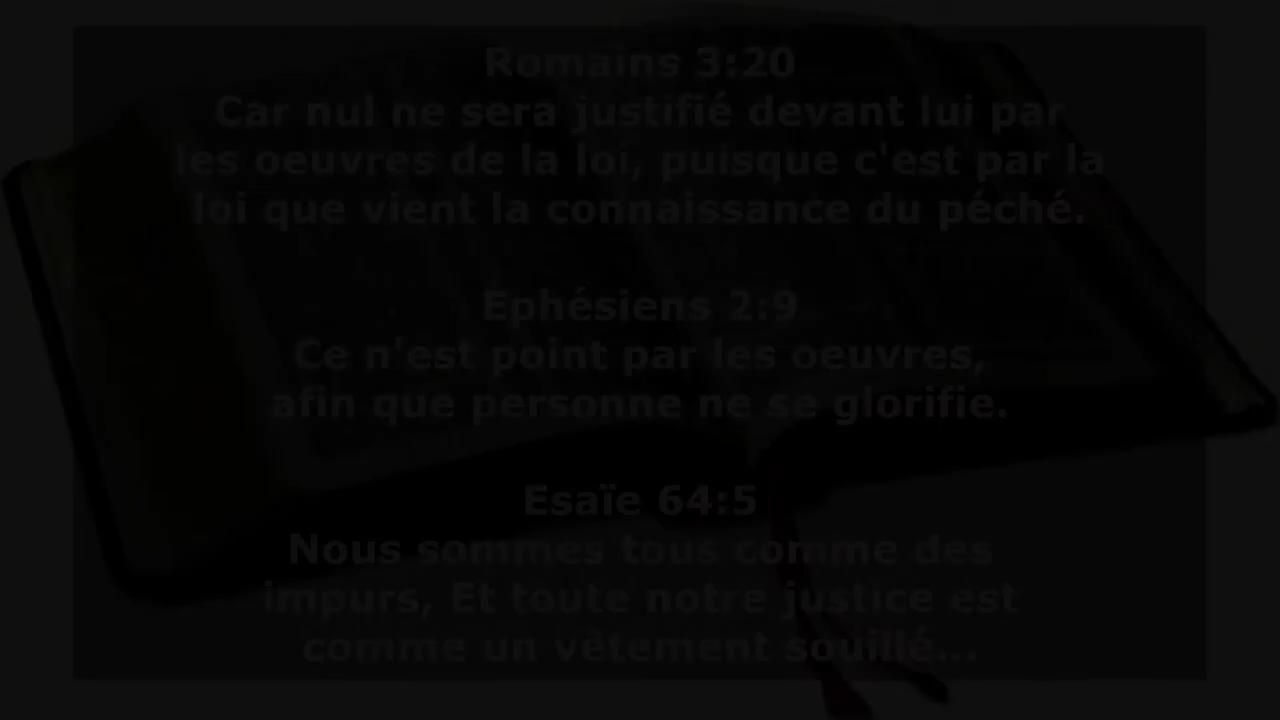 Romains 3:20
Car nul ne sera justifié devant lui par
les oeuvres de la loi, puisque c'est par la
loi que vient la connaissance du péché.
Ephésiens 2:9
Ce n'est point par les oeuvres,
afin que personne ne se glorifie.
Esaïe 64:5
Nous sommes tous comme des
impurs, Et toute notre justice est
comme un vêtement souillé...